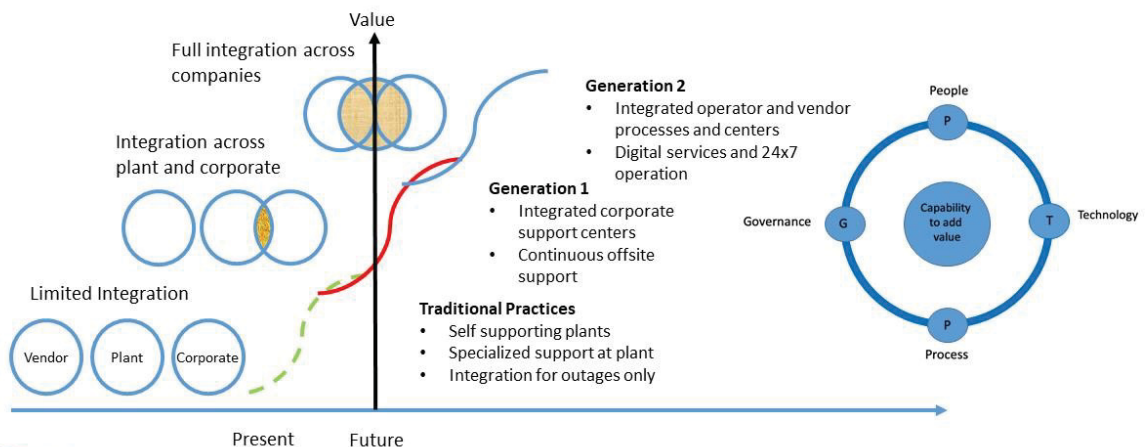 Value
Full integration across
companies
Integration across
plant and corporate
Limited Integration
Vendor
Plant
Corporate
Present
Future
Generation 2
• Integrated operator and vendor
processes and centers
• Digital services and 24x7
operation
Generation 1
• Integrated corporate
support centers
• Continuous offsite
support
Traditional Practices
• Self supporting plants
• Specialized support at plant
• Integration for outages only
People
P
Governance
G
Capability
to add
value
T
Technology
P
Process